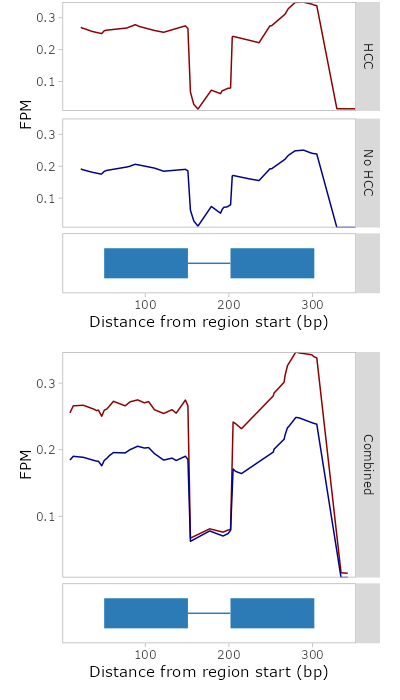 0.3
0.2
0.1
HCC
FPM
0.3
0.2
0.1
No HCC
100 200 300
Distance from region start (bp)
0.3
0.2
0.1
FPM
Combined
100 200 300
Distance from region start (bp)